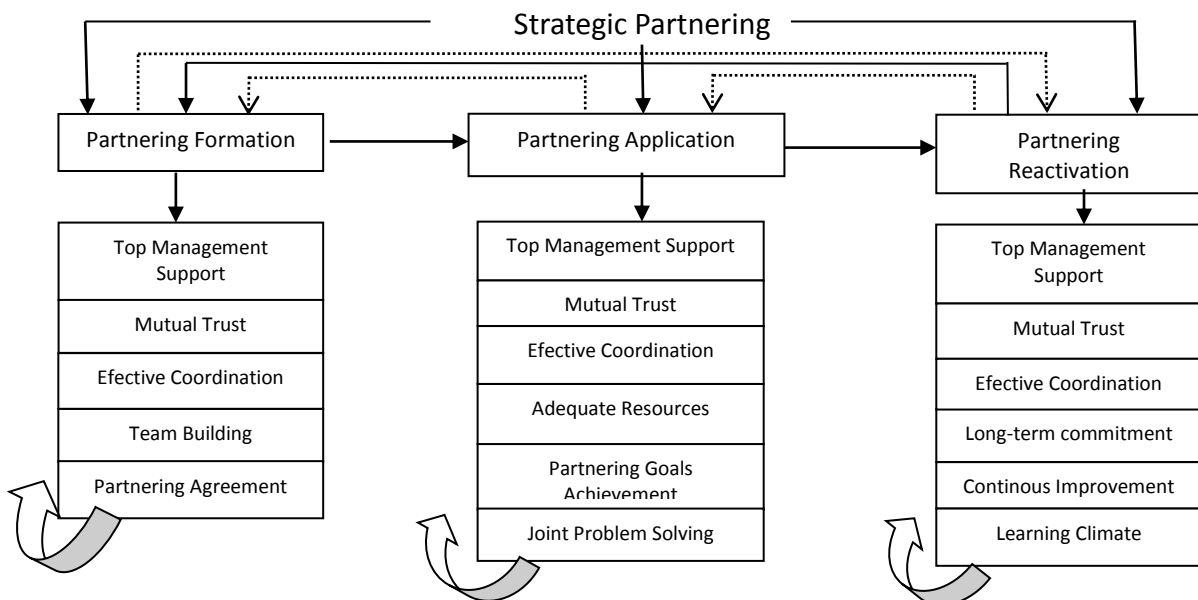 Strategic Partnering
Partnering Formation
Partnering Application
Partnering
Reactivation
Top Management
Support
Mutual Trust
Efective Coordination
Team Building
Partnering Agreement
Top Management Support
Mutual Trust
Efective Coordination
Adequate Resources
Partnering Goals
Achievement
Joint Problem Solving
Top Management
Support
Mutual Trust
Efective Coordination
Long-term commitment
Continous Improvement
Learning Climate